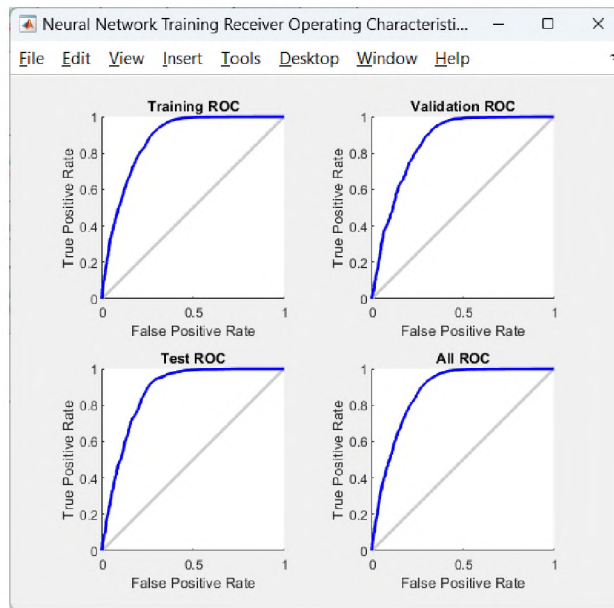 Neural Network Training Receiver Operating Characteristi...
File Edit View Insert Tools Desktop Window Help
Training ROC
True Positive Rate
1
0.8
0.6
0.4
0.2
0
0 0.5 1
False Positive Rate
Validation ROC
True Positive Rate
1
0.8
0.6
0.4
0.2
0
0 0.5 1
False Positive Rate
Test ROC
True Positive Rate
1
0.8
0.6
0.4
0.2
0
0 0.5 1
False Positive Rate
All ROC
True Positive Rate
1
0.8
0.6
0.4
0.2
0
0 0.5 1
False Positive Rate